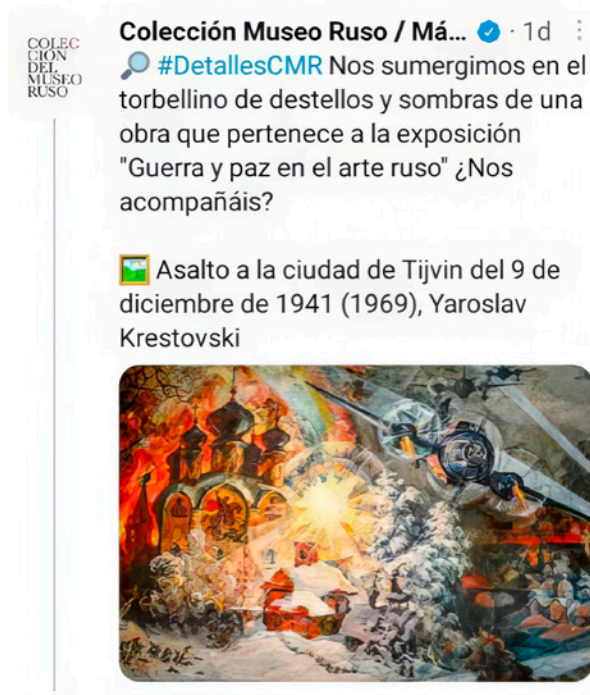 COLEC
CIÓN
DEL
MUSEO
RUSO
Colección Museo Ruso / Má... · 1d
#DetallesCMR Nos sumergimos en el
torbellino de destellos y sombras de una
obra que pertenece a la exposición
"Guerra y paz en el arte ruso" ¿Nos
acompañáis?
Asalto a la ciudad de Tijvin del 9 de
diciembre de 1941 (1969), Yaroslav
Krestovski